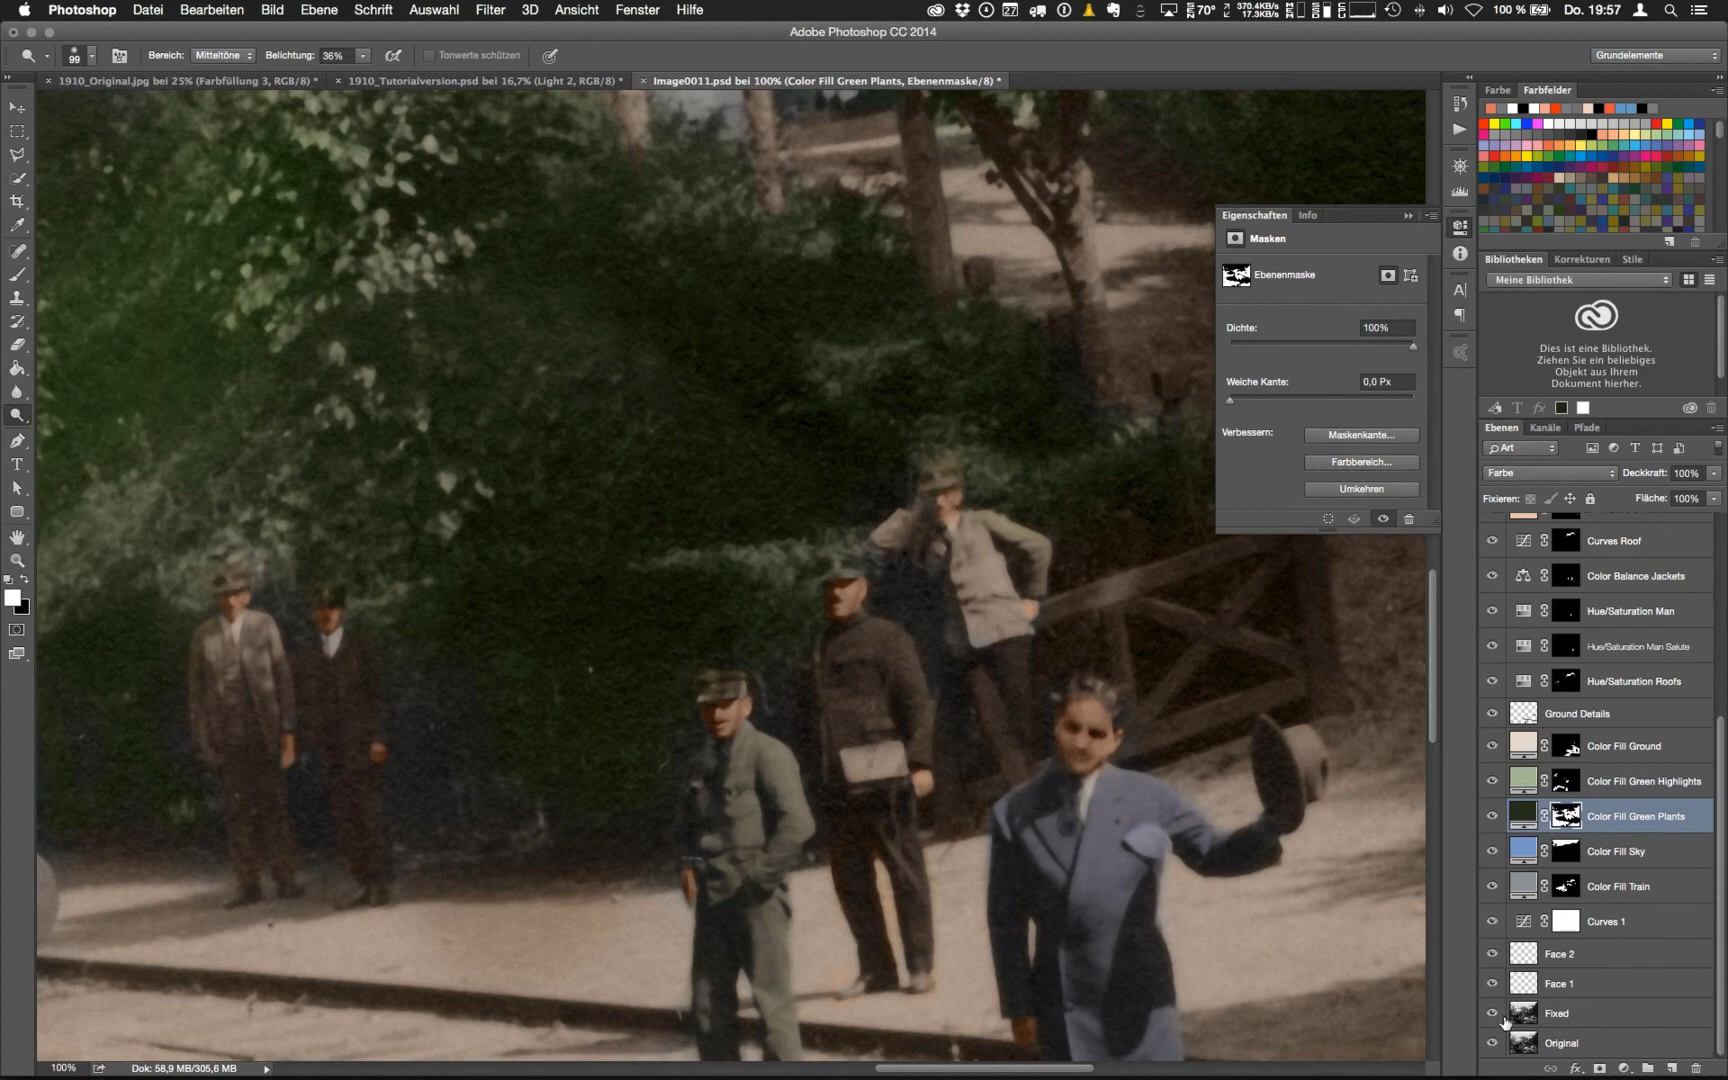 Photoshop Datei Bearbeiten Bild Ebene Schrift Auswahl Filter 3D Ansicht Fenster Hilfe 27 70° 370.4KB/s 17.3KB/s 100 % Do. 19:57
Adobe Photoshop CC 2014
99 Bereich: Mitteltöne Belichtung: 36% Tonwerte schützen Grundelemente
1910_Original.jpg bei 25% (Farbfüllung 3, RGB/8) * 1910_Tutorialversion.psd bei 16,7% (Light 2, RGB/8) * Image0011.psd bei 100% (Color Fill Green Plants, Ebenenmaske/8) *
Farbe Farbfelder
Eigenschaften Info
Masken
Ebenenmaske
Dichte: 100%
Weiche Kante: 0,0 Px
Verbessern: Maskenkante...
Farbbereich...
Umkehren
Bibliotheken Korrekturen Stile
Meine Bibliothek
Dies ist eine Bibliothek.
Ziehen Sie ein beliebiges
Objekt aus Ihrem
Dokument hierher.
Ebenen Kanäle Pfade
Art
Farbe Deckkraft: 100%
Fixieren: Fläche: 100%
Curves Roof
Color Balance Jackets
Hue/Saturation Man
Hue/Saturation Man Salute
Hue/Saturation Roofs
Ground Details
Color Fill Ground
Color Fill Green Highlights
Color Fill Green Plants
Color Fill Sky
Color Fill Train
Curves 1
Face 2
Face 1
Fixed
Original
100% Dok: 58,9 MB/305,6 MB